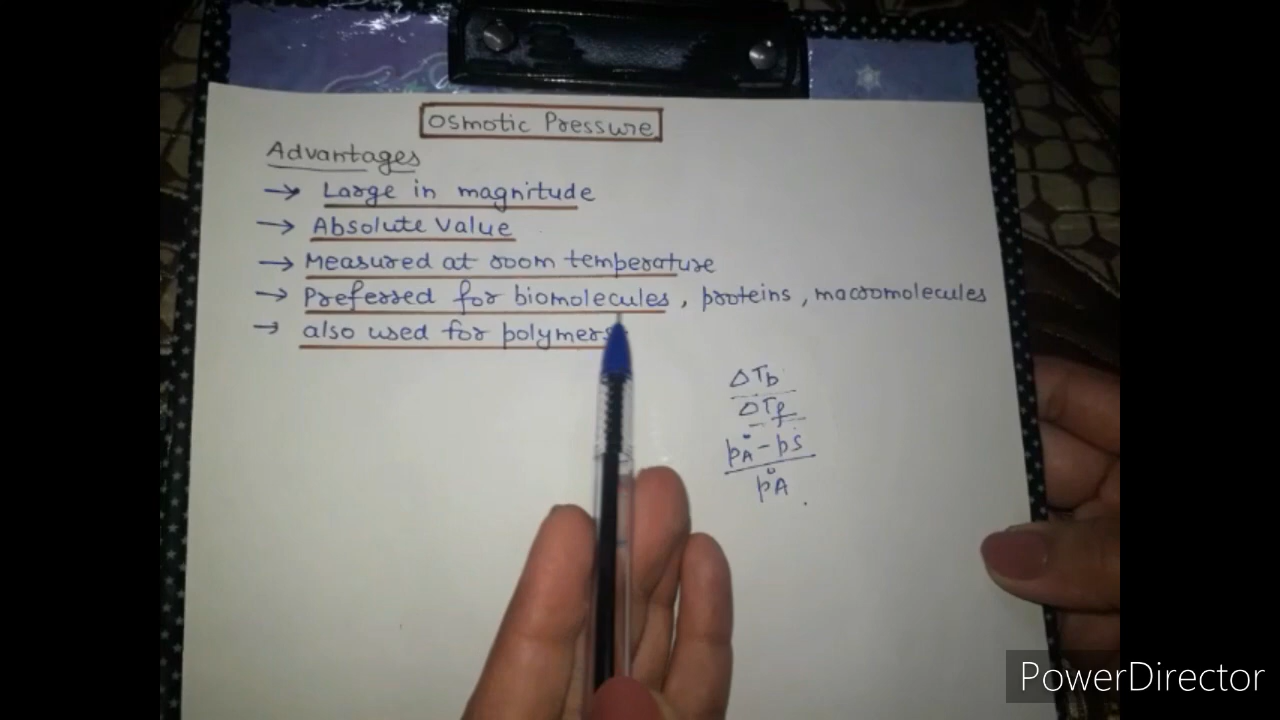 Osmotic Pressure
Advantages
→ Large in magnitude
→ Absolute Value
→ Measured at room temperature
→ Preferred for biomolecules, proteins, macromolecules
→ also used for polymers
ΔTb
ΔTf
p°A - ps
p°A
PowerDirector